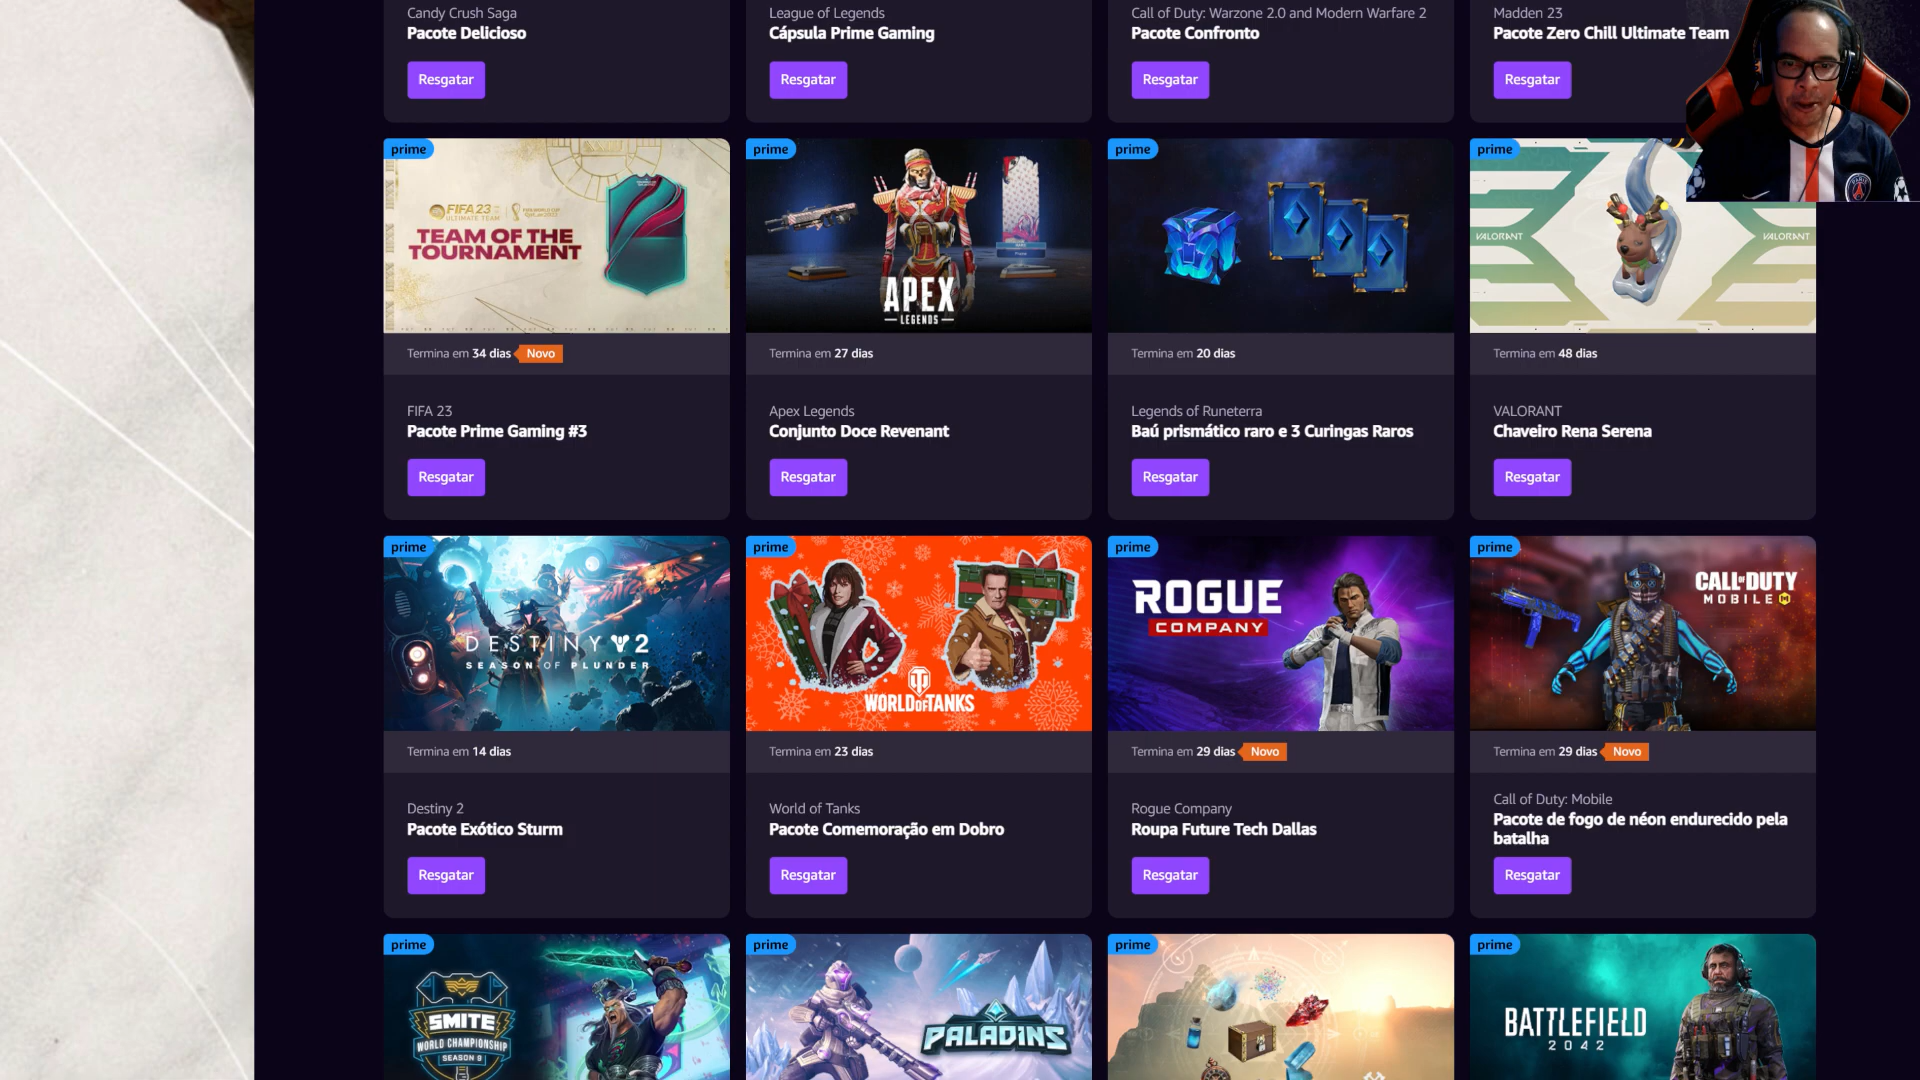 Candy Crush Saga
Pacote Delicioso
Resgatar
League of Legends
Cápsula Prime Gaming
Resgatar
Call of Duty: Warzone 2.0 and Modern Warfare 2
Pacote Confronto
Resgatar
Madden 23
Pacote Zero Chill Ultimate Team
Resgatar
prime
FIFA 23
ULTIMATE TEAM
TEAM OF THE
TOURNAMENT
Termina em 34 dias Novo
FIFA 23
Pacote Prime Gaming #3
Resgatar
prime
APEX
LEGENDS
Termina em 27 dias
Apex Legends
Conjunto Doce Revenant
Resgatar
prime
Termina em 20 dias
Legends of Runeterra
Baú prismático raro e 3 Curingas Raros
Resgatar
prime
VALORANT
VALORANT
Termina em 48 dias
VALORANT
Chaveiro Rena Serena
Resgatar
prime
DESTINY 2
SEASON OF PLUNDER
Termina em 14 dias
Destiny 2
Pacote Exótico Sturm
Resgatar
prime
WORLD OF TANKS
Termina em 23 dias
World of Tanks
Pacote Comemoração em Dobro
Resgatar
prime
ROGUE
COMPANY
Termina em 29 dias Novo
Rogue Company
Roupa Future Tech Dallas
Resgatar
prime
CALL OF DUTY
MOBILE
Termina em 29 dias Novo
Call of Duty: Mobile
Pacote de fogo de néon endurecido pela
batalha
Resgatar
prime
SMITE
WORLD CHAMPIONSHIP
SEASON 9
prime
PALADINS
prime
prime
BATTLEFIELD
2042